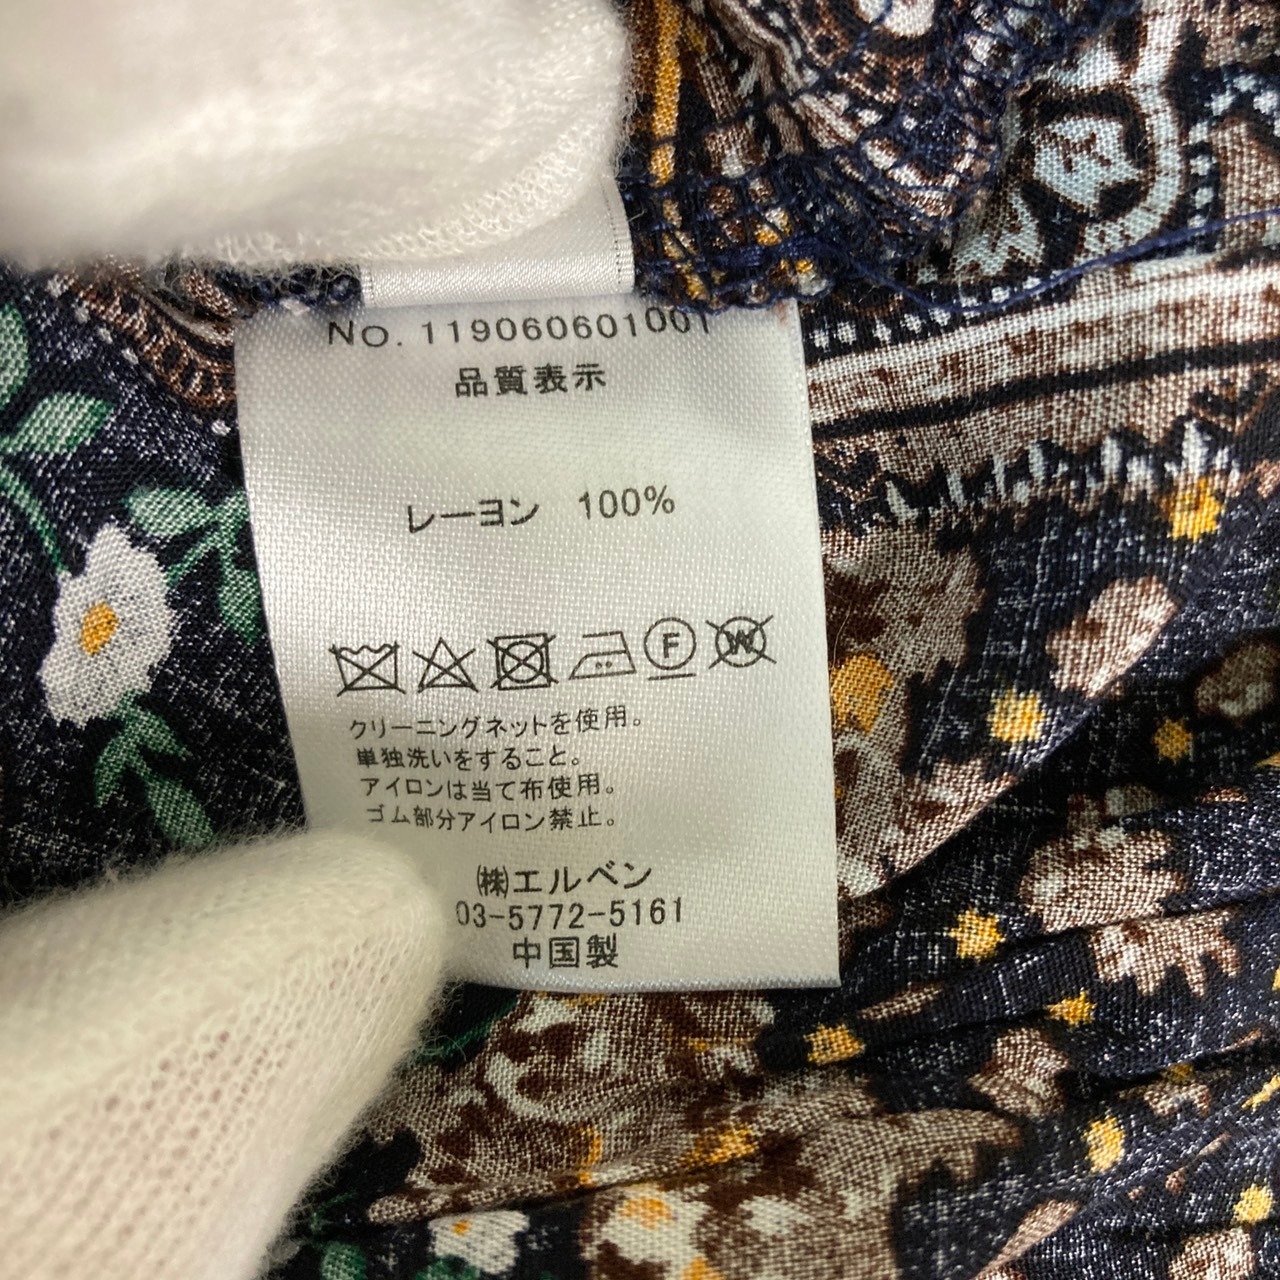 No. 119060601001
品質表示
レーヨン 100%
F W
クリーニングネットを使用。
単独洗いをすること。
アイロンは当て布使用。
ゴム部分アイロン禁止。
㈱エルベン
03-5772-5161
中国製